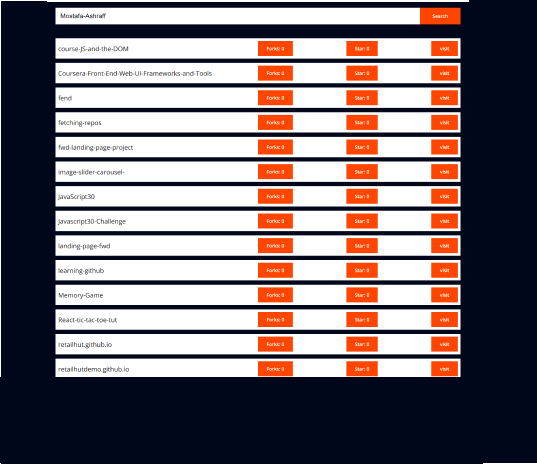 Mostafa-Ashraff Search
course-JS-and-the-DOM Forks: 0 Star: 0 visit
Coursera-Front-End-Web-UI-Frameworks-and-Tools Forks: 0 Star: 0 visit
fend Forks: 0 Star: 0 visit
fetching-repos Forks: 0 Star: 0 visit
fwd-landing-page-project Forks: 0 Star: 0 visit
image-slider-carousel- Forks: 0 Star: 0 visit
JavaScript30 Forks: 0 Star: 0 visit
Javascript30-Challenge Forks: 0 Star: 0 visit
landing-page-fwd Forks: 0 Star: 0 visit
learning-github Forks: 0 Star: 0 visit
Memory-Game Forks: 0 Star: 0 visit
React-tic-tac-toe-tut Forks: 0 Star: 0 visit
retailhut.github.io Forks: 0 Star: 0 visit
retailhutdemo.github.io Forks: 0 Star: 0 visit